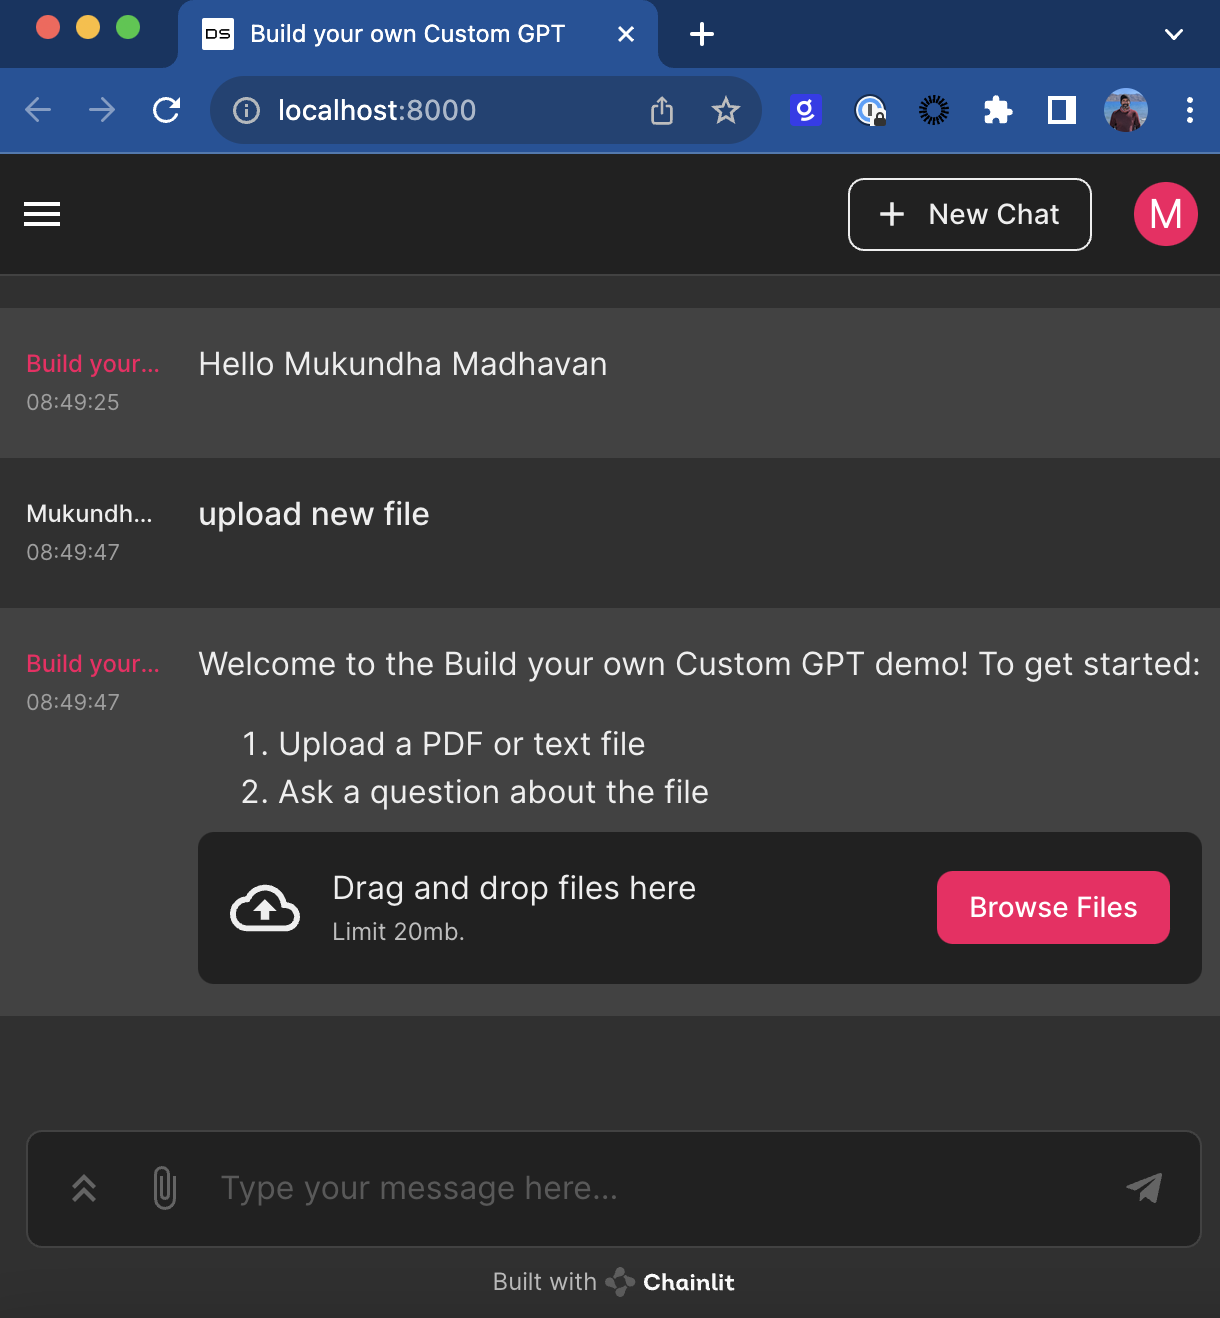 DS Build your own Custom GPT
localhost:8000
New Chat
M
Build your...
08:49:25
Hello Mukundha Madhavan
Mukundh...
08:49:47
upload new file
Build your...
08:49:47
Welcome to the Build your own Custom GPT demo! To get started:
1. Upload a PDF or text file
2. Ask a question about the file
Drag and drop files here
Limit 20mb.
Browse Files
Type your message here...
Built with Chainlit